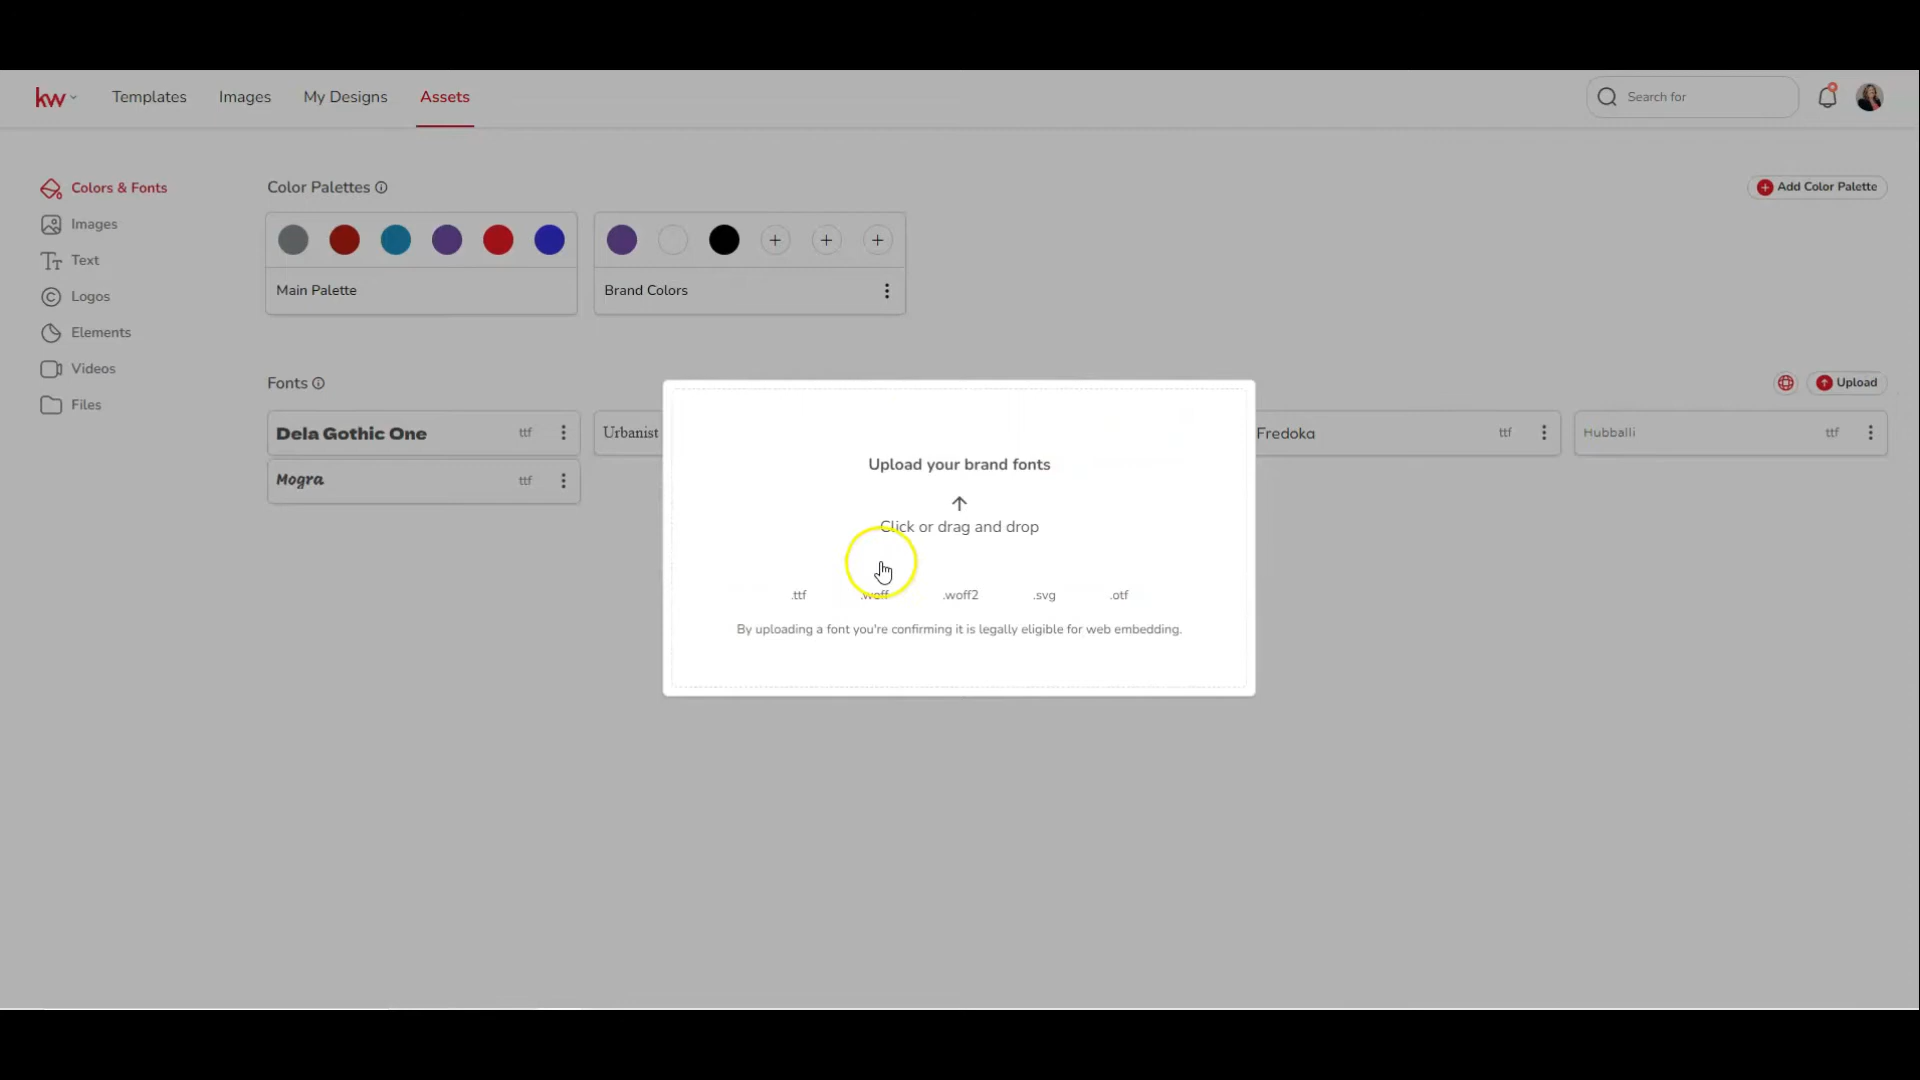 kw Templates Images My Designs Assets Search for
Colors & Fonts
Images
Text
Logos
Elements
Videos
Files
Color Palettes
Add Color Palette
Main Palette
Brand Colors
Fonts
Upload
Dela Gothic One ttf
Urbanist
Fredoka ttf
Hubballi ttf
Mogra ttf
Upload your brand fonts
Click or drag and drop
.ttf .woff .woff2 .svg .otf
By uploading a font you're confirming it is legally eligible for web embedding.